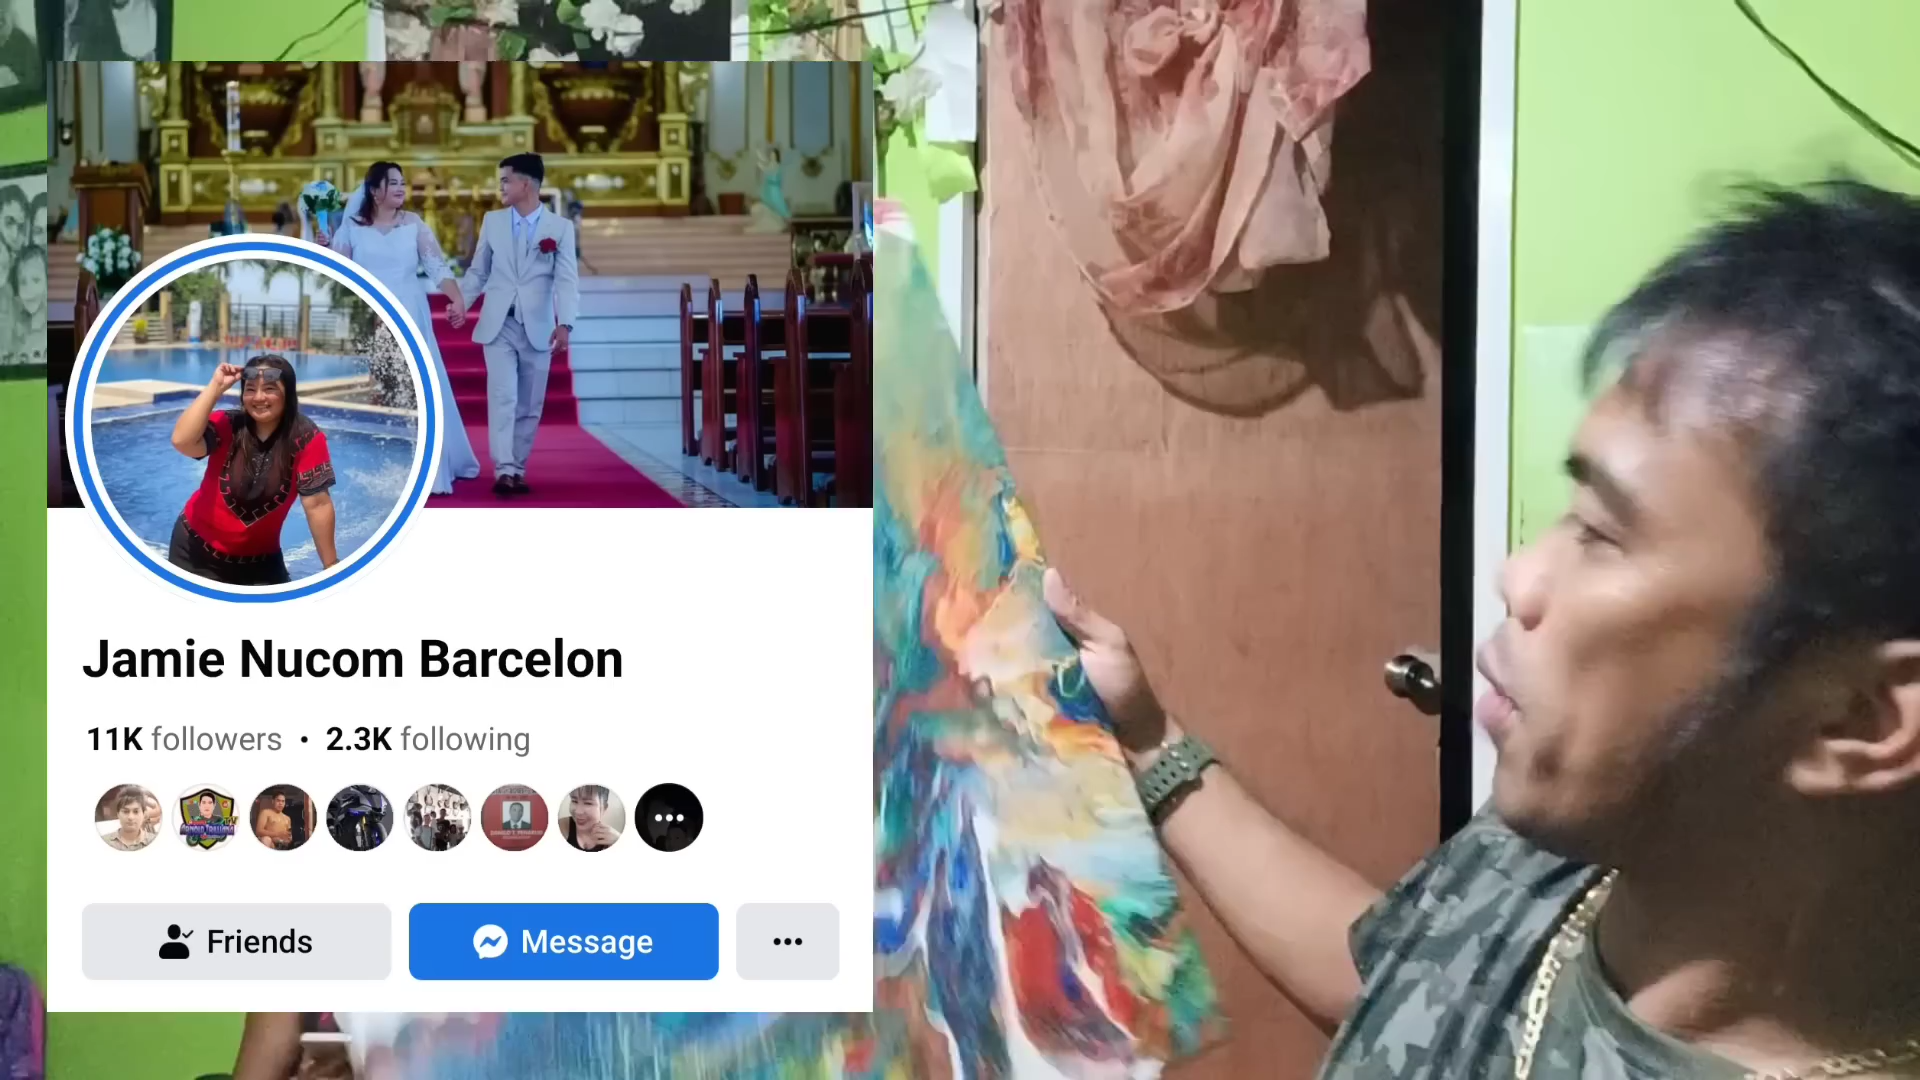 Jamie Nucom Barcelon
11K followers • 2.3K following
Friends
Message